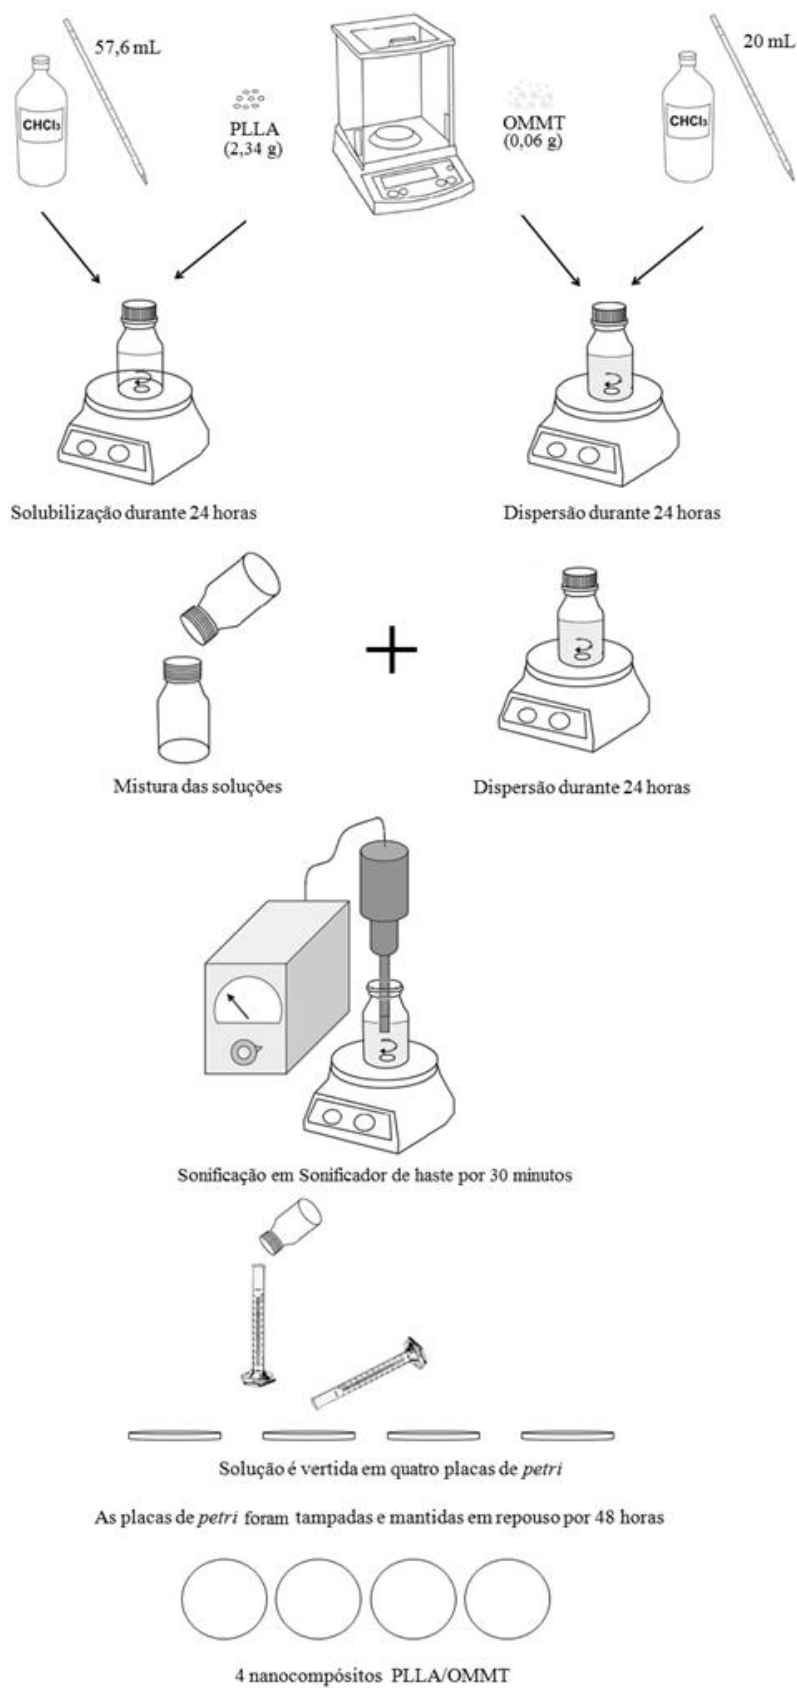 57,6 mL
20 mL
CHCl₃
PLLA
(2,34 g)
OMMT
(0,06 g)
CHCl₃
Solubilização durante 24 horas
Dispersão durante 24 horas
Mistura das soluções
Dispersão durante 24 horas
Sonificação em Sonificador de haste por 30 minutos
Solução é vertida em quatro placas de petri
As placas de petri foram tampadas e mantidas em repouso por 48 horas
4 nanocompósitos PLLA/OMMT